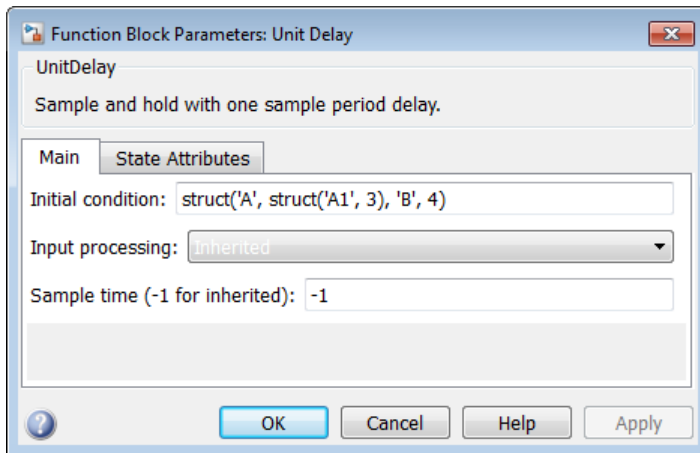 Function Block Parameters: Unit Delay
UnitDelay
Sample and hold with one sample period delay.
Main State Attributes
Initial condition: struct('A', struct('A1', 3), 'B', 4)
Input processing: Inherited
Sample time (-1 for inherited): -1
? OK Cancel Help Apply